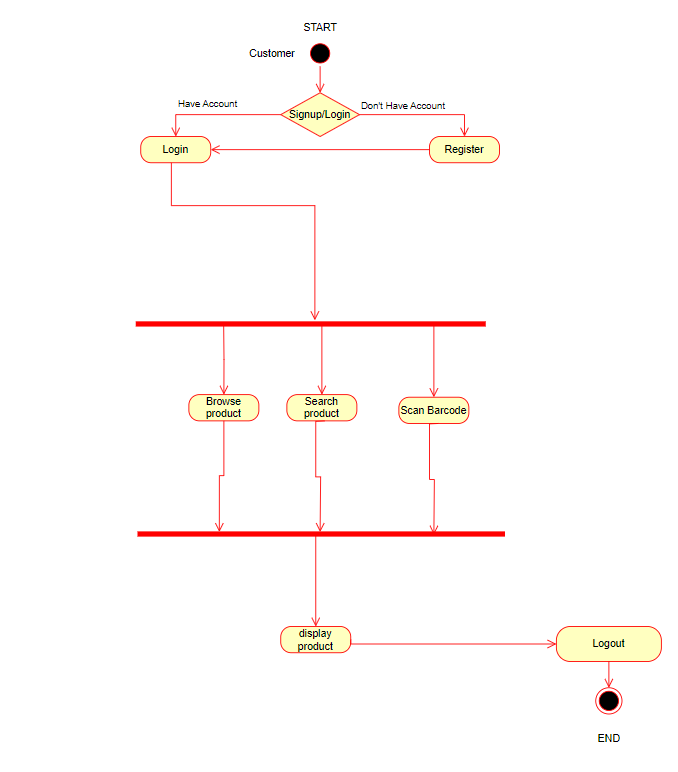 START
Customer
Have Account
Signup/Login
Don't Have Account
Login
Register
Browse
product
Search
product
Scan Barcode
display
product
Logout
END